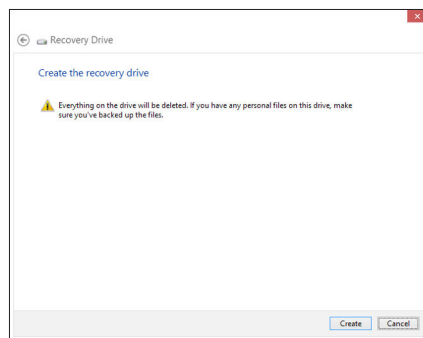 Recovery Drive
Create the recovery drive
Everything on the drive will be deleted. If you have any personal files on this drive, make
sure you've backed up the files.
Create Cancel